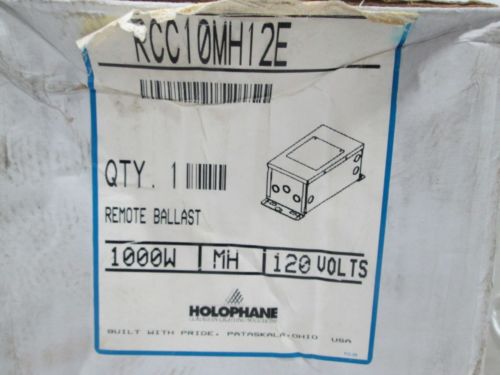 RCC10MH12E
QTY. 1
REMOTE BALLAST
1000W MH 120 VOLTS
HOLOPHANE
BUILT WITH PRIDE, PATASKALA, OHIO USA